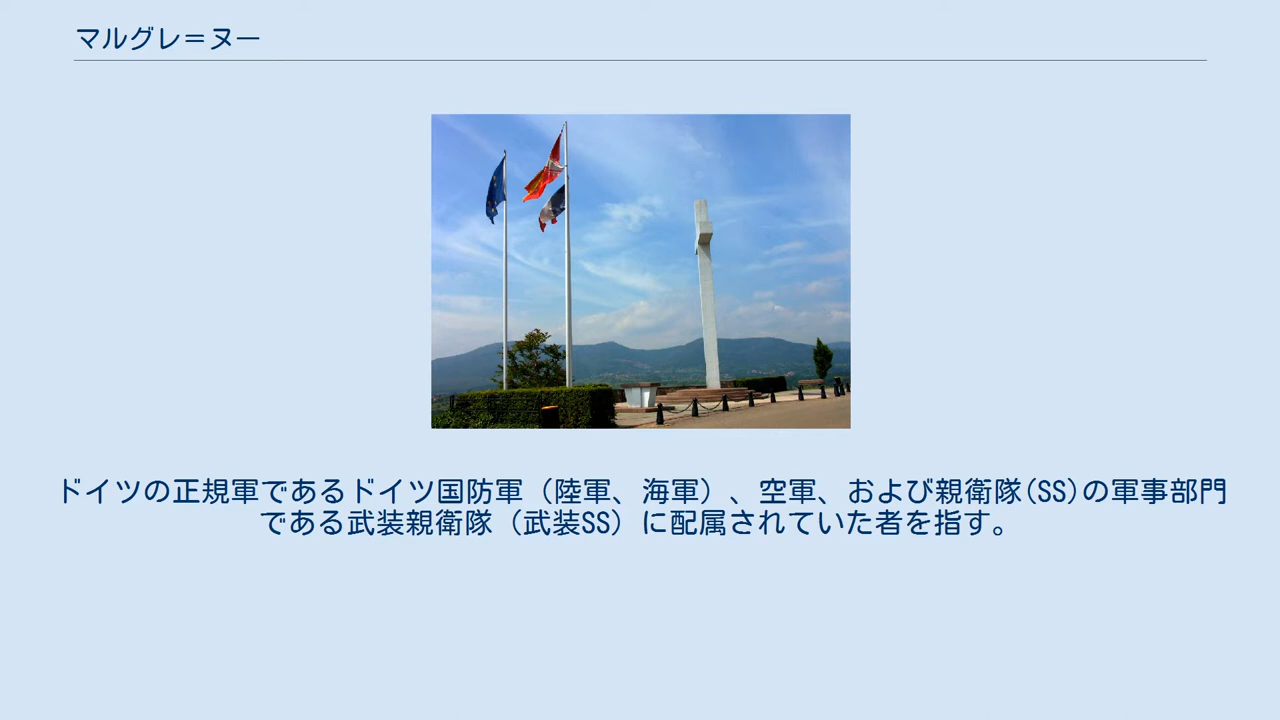 マルグレ＝ヌー
ドイツの正規軍であるドイツ国防軍（陸軍、海軍）、空軍、および親衛隊(SS)の軍事部門
である武装親衛隊（武装SS）に配属されていた者を指す。